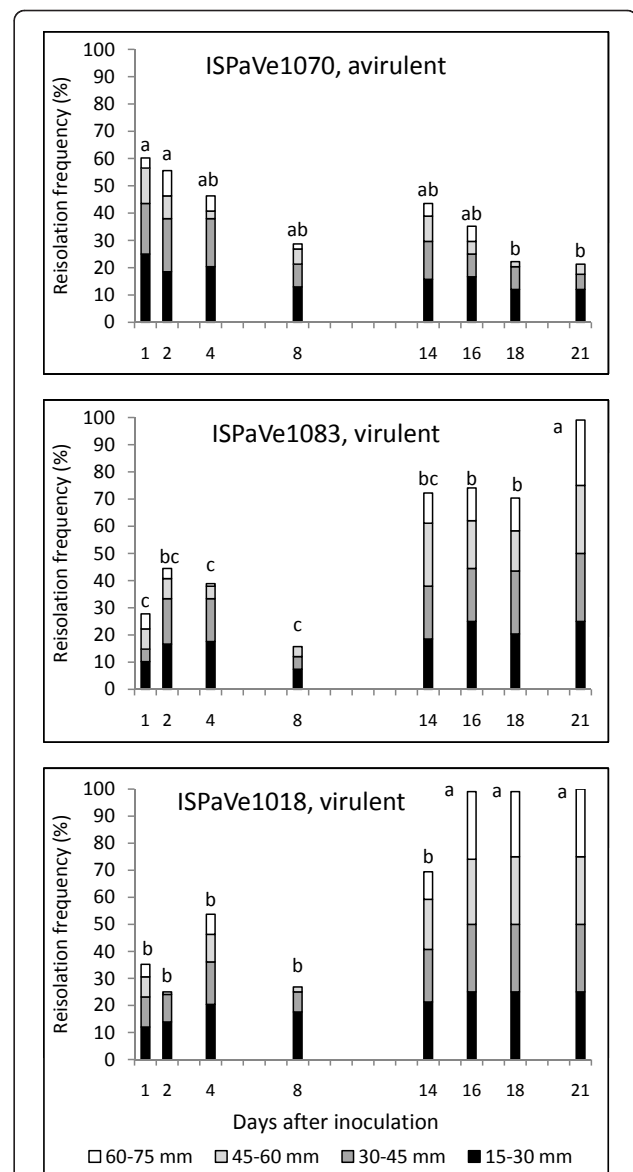 ISPaVe1070, avirulent
Reisolation frequency (%)
100
90
80
70
60
50
40
30
20
10
0
a a ab ab ab ab b b
1 2 4 8 14 16 18 21
ISPaVe1083, virulent
Reisolation frequency (%)
100
90
80
70
60
50
40
30
20
10
0
c bc c c bc b b a
1 2 4 8 14 16 18 21
ISPaVe1018, virulent
Reisolation frequency (%)
100
90
80
70
60
50
40
30
20
10
0
b b b b b a a a
1 2 4 8 14 16 18 21
Days after inoculation
60-75 mm 45-60 mm 30-45 mm 15-30 mm